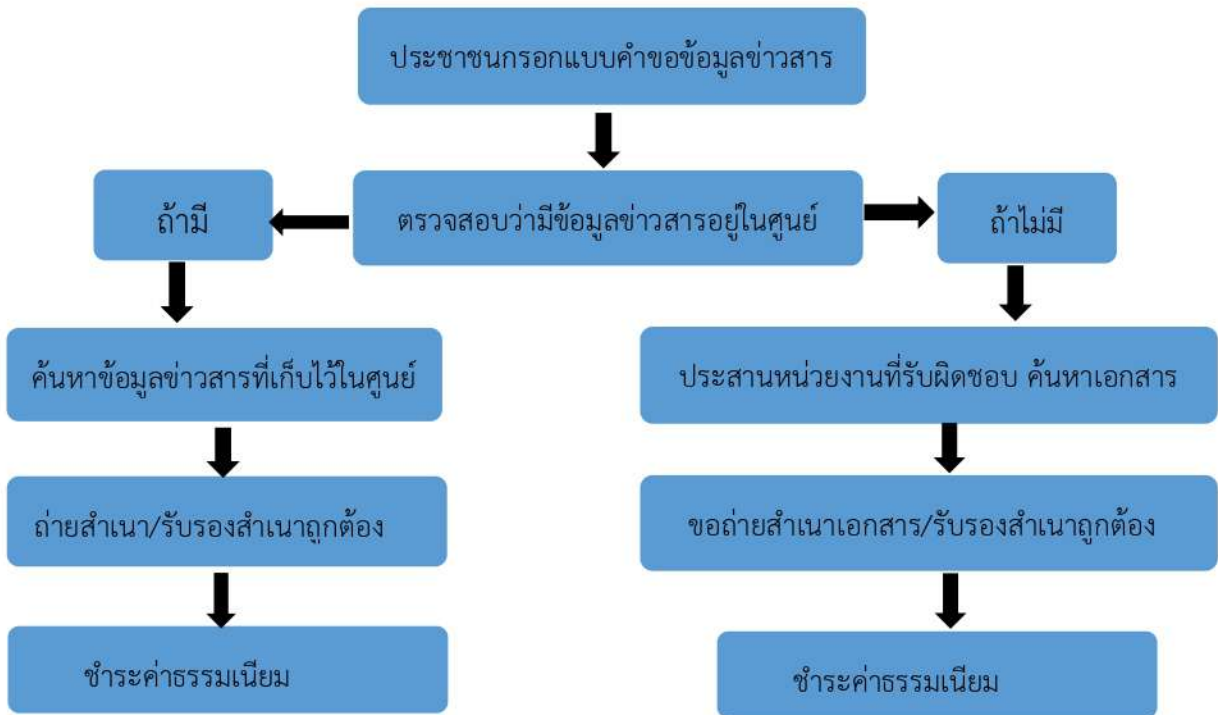 ประชาชนกรอกแบบคำขอข้อมูลข่าวสาร
ถ้ามี
ตรวจสอบว่ามีข้อมูลข่าวสารอยู่ในศูนย์
ถ้าไม่มี
ค้นหาข้อมูลข่าวสารที่เก็บไว้ในศูนย์
ประสานหน่วยงานที่รับผิดชอบ ค้นหาเอกสาร
ถ่ายสำเนา/รับรองสำเนาถูกต้อง
ขอถ่ายสำเนาเอกสาร/รับรองสำเนาถูกต้อง
ชำระค่าธรรมเนียม
ชำระค่าธรรมเนียม